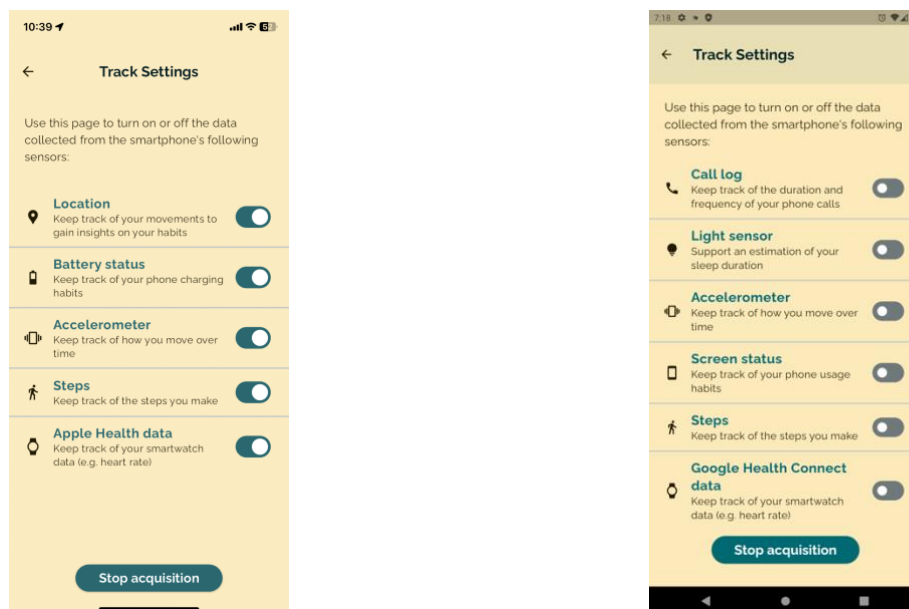 10:39
52
Track Settings
Use this page to turn on or off the data
collected from the smartphone's following
sensors:
Location
Keep track of your movements to
gain insights on your habits
Battery status
Keep track of your phone charging
habits
Accelerometer
Keep track of how you move over
time
Steps
Keep track of the steps you make
Apple Health data
Keep track of your smartwatch
data (e.g. heart rate)
Stop acquisition
7:18
Track Settings
Use this page to turn on or off the data
collected from the smartphone's following
sensors:
Call log
Keep track of the duration and
frequency of your phone calls
Light sensor
Support an estimation of your
sleep duration
Accelerometer
Keep track of how you move over
time
Screen status
Keep track of your phone usage
habits
Steps
Keep track of the steps you make
Google Health Connect
data
Keep track of your smartwatch
data (e.g. heart rate)
Stop acquisition